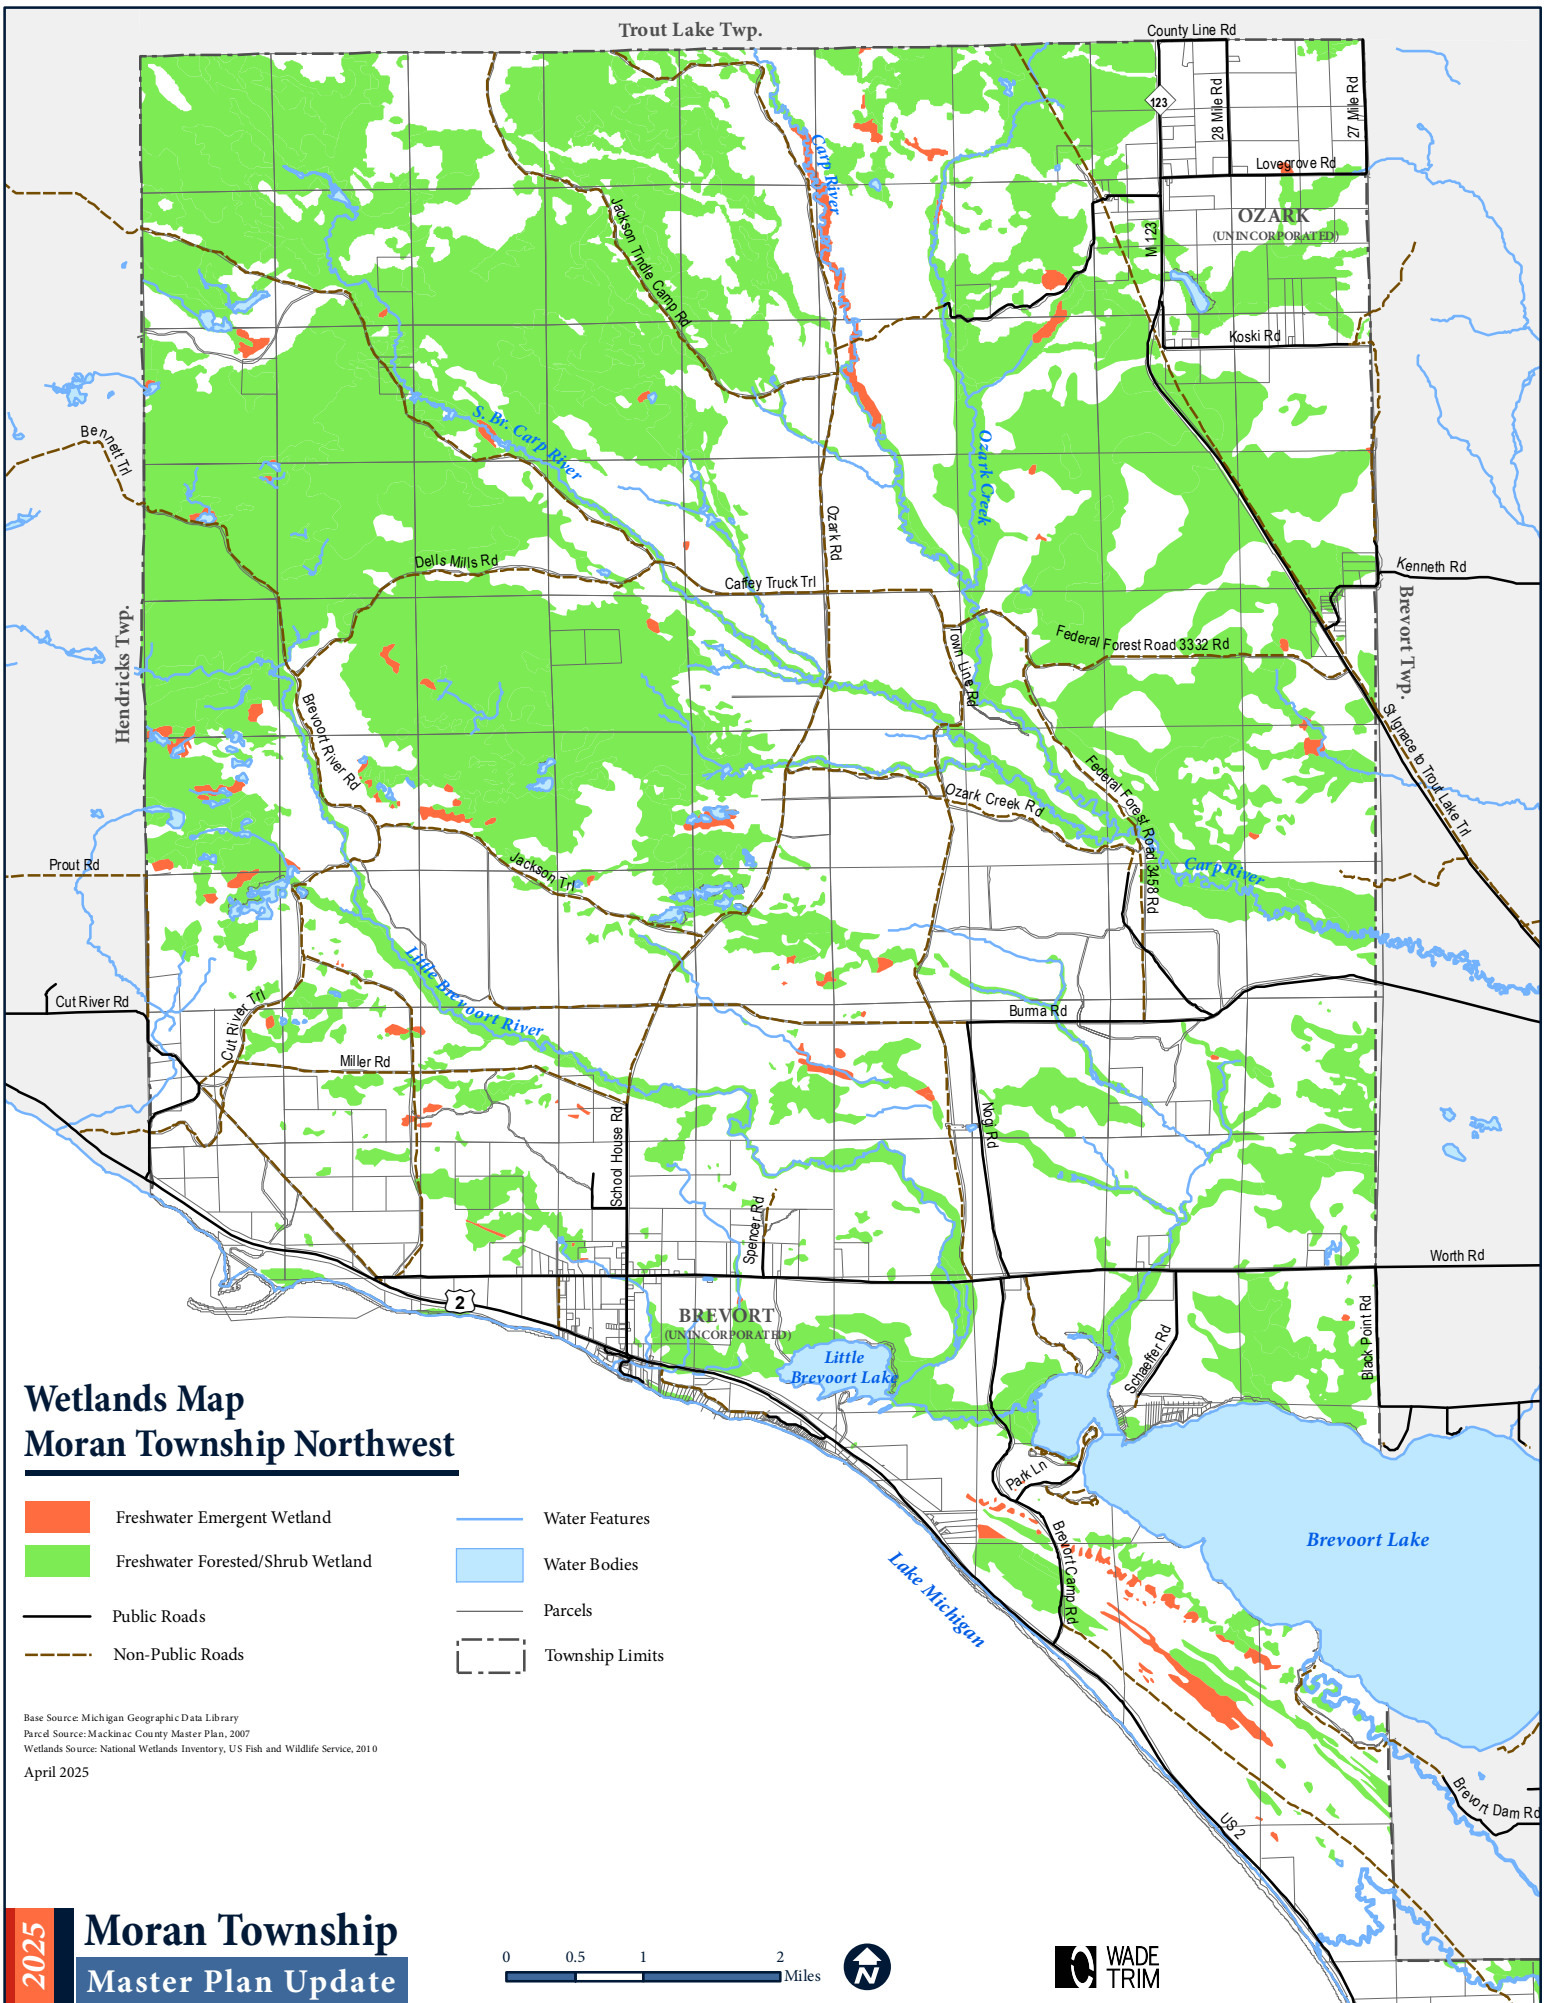 Trout Lake Twp.
County Line Rd
123
28 Mile Rd
27 Mile Rd
Carp River
Lovegrove Rd
OZARK
(UNINCORPORATED)
M 123
Jackson Trndle Camp Rd
Koski Rd
S. Br. Carp River
Bennett Trl
Ozark Creek
Ozark Rd
Dells Mills Rd
Caffey Truck Trl
Kenneth Rd
Hendricks Twp.
Brevort Twp.
Town Line Rd
Federal Forest Road 3332 Rd
Brevoort River Rd
St Ignace to Trout Lake Trl
Federal Forest Road 3458 Rd
Ozark Creek Rd
Prout Rd
Jackson Trl
Carp River
Little Brevoort River
Cut River Rd
Cut River Trl
Burma Rd
Miller Rd
School House Rd
Nogi Rd
Spencer Rd
Worth Rd
2
BREVORT
(UNINCORPORATED)
Little
Brevoort Lake
Schaeffer Rd
Black Point Rd
Wetlands Map
Moran Township Northwest
Park Ln
Freshwater Emergent Wetland
Water Features
Brevort Camp Rd
Brevoort Lake
Freshwater Forested/Shrub Wetland
Water Bodies
Lake Michigan
Public Roads
Parcels
Non-Public Roads
Township Limits
Base Source: Michigan Geographic Data Library
Parcel Source: Mackinac County Master Plan, 2007
Wetlands Source: National Wetlands Inventory, US Fish and Wildlife Service, 2010
April 2025
Brevort Dam Rd
US 2
2025
Moran Township
Master Plan Update
0 0.5 1 2
Miles
N
WADE
TRIM